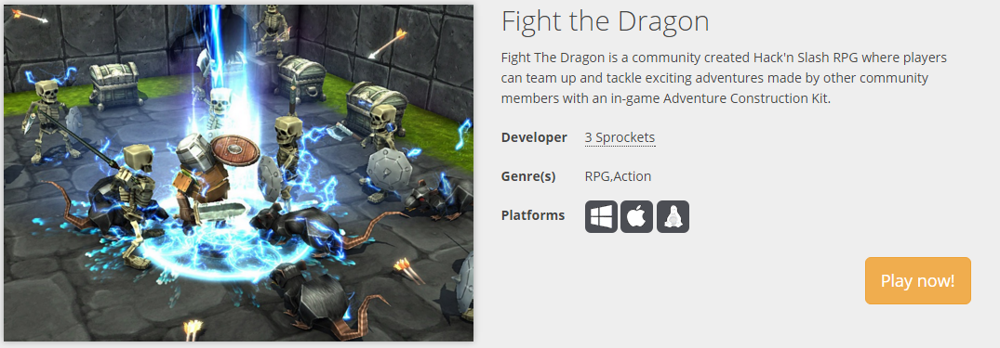 Fight the Dragon
Fight The Dragon is a community created Hack'n Slash RPG where players
can team up and tackle exciting adventures made by other community
members with an in-game Adventure Construction Kit.
Developer 3 Sprockets
Genre(s) RPG,Action
Platforms
Play now!